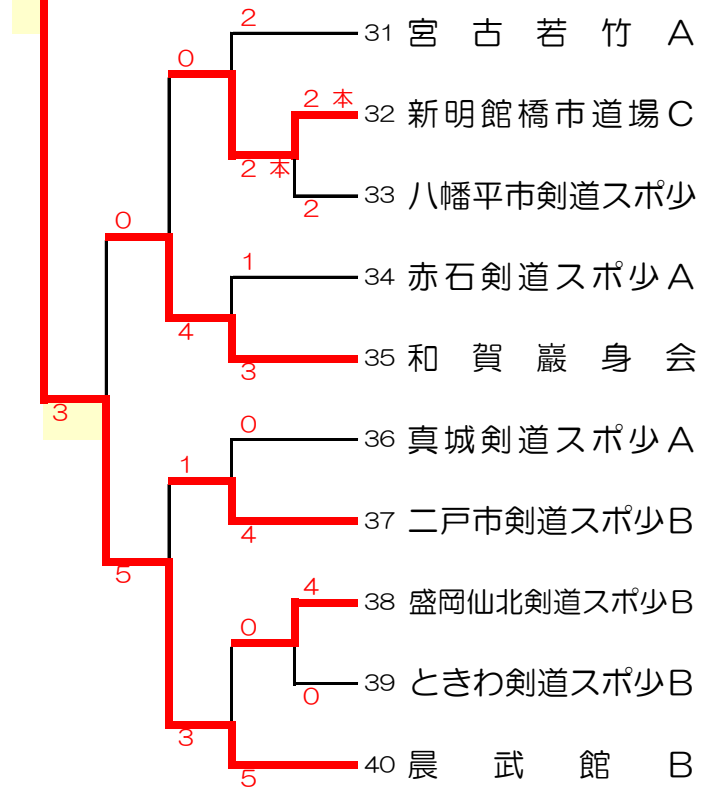 2
31 宮古若竹A
0
2本
32 新明館橋市道場C
2本
33 八幡平市剣道スポ少
2
0
1
34 赤石剣道スポ少A
4
35 和賀巖身会
3
3
0
36 真城剣道スポ少A
1
37 二戸市剣道スポ少B
4
5
4
38 盛岡仙北剣道スポ少B
0
39 ときわ剣道スポ少B
0
3
40 晨武館B
5